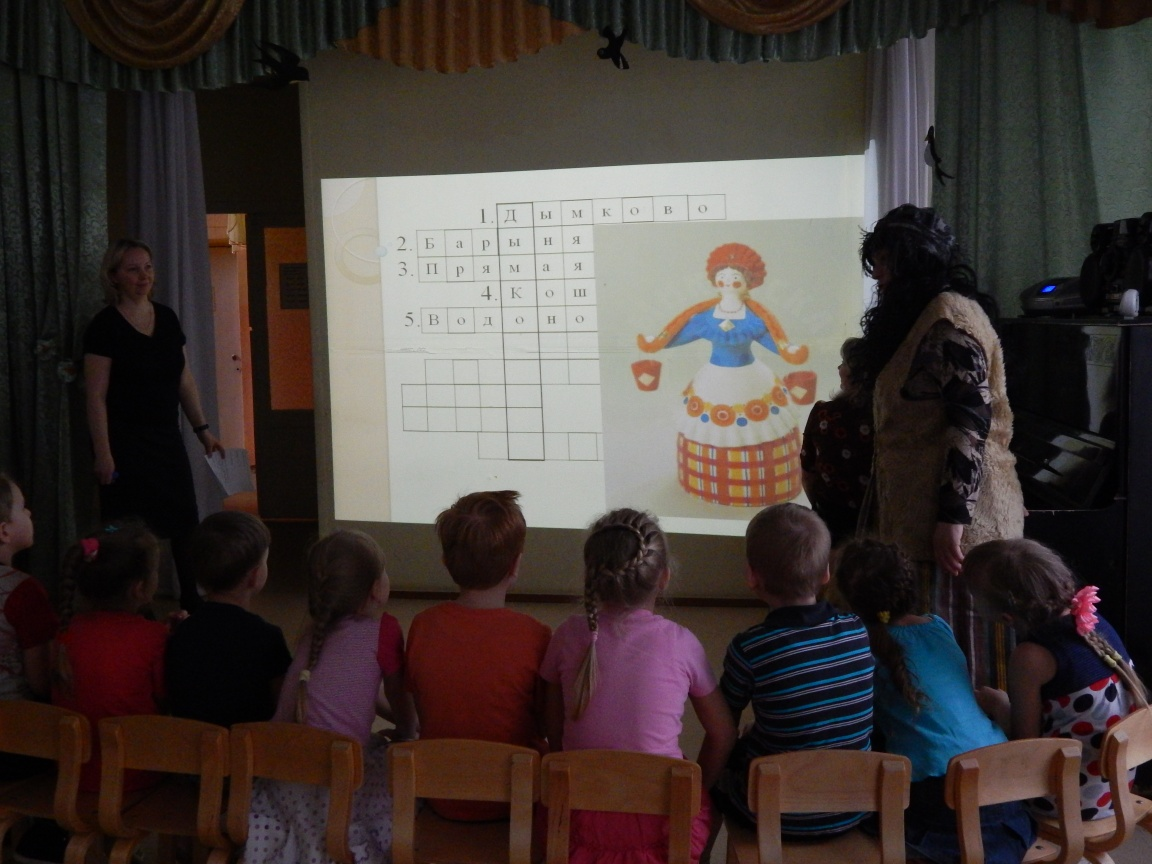 1. Дымково
2. Барыня
3. Прямая
4. Кош
5. Водоно